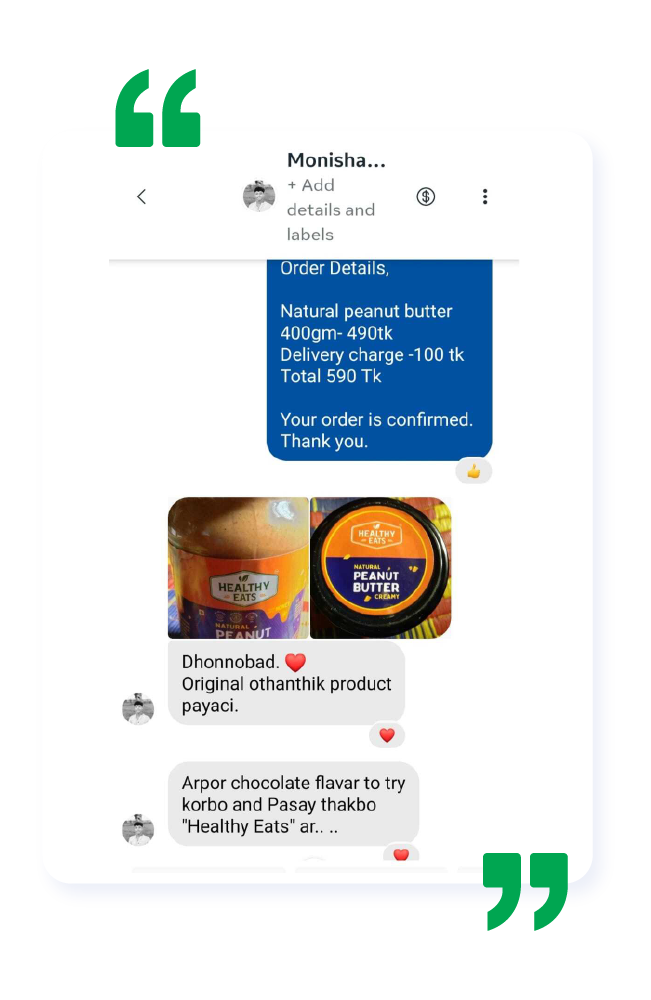 Monisha...
+ Add
details and
labels
Order Details,
Natural peanut butter
400gm- 490tk
Delivery charge -100 tk
Total 590 Tk
Your order is confirmed.
Thank you.
HEALTHY
EATS
NATURAL
PEANUT
HEALTHY
EATS
NATURAL
PEANUT
BUTTER
CREAMY
Dhonnobad. ❤️
Original othanthik product
payaci.
Arpor chocolate flavar to try
korbo and Pasay thakbo
"Healthy Eats" ar.. ..